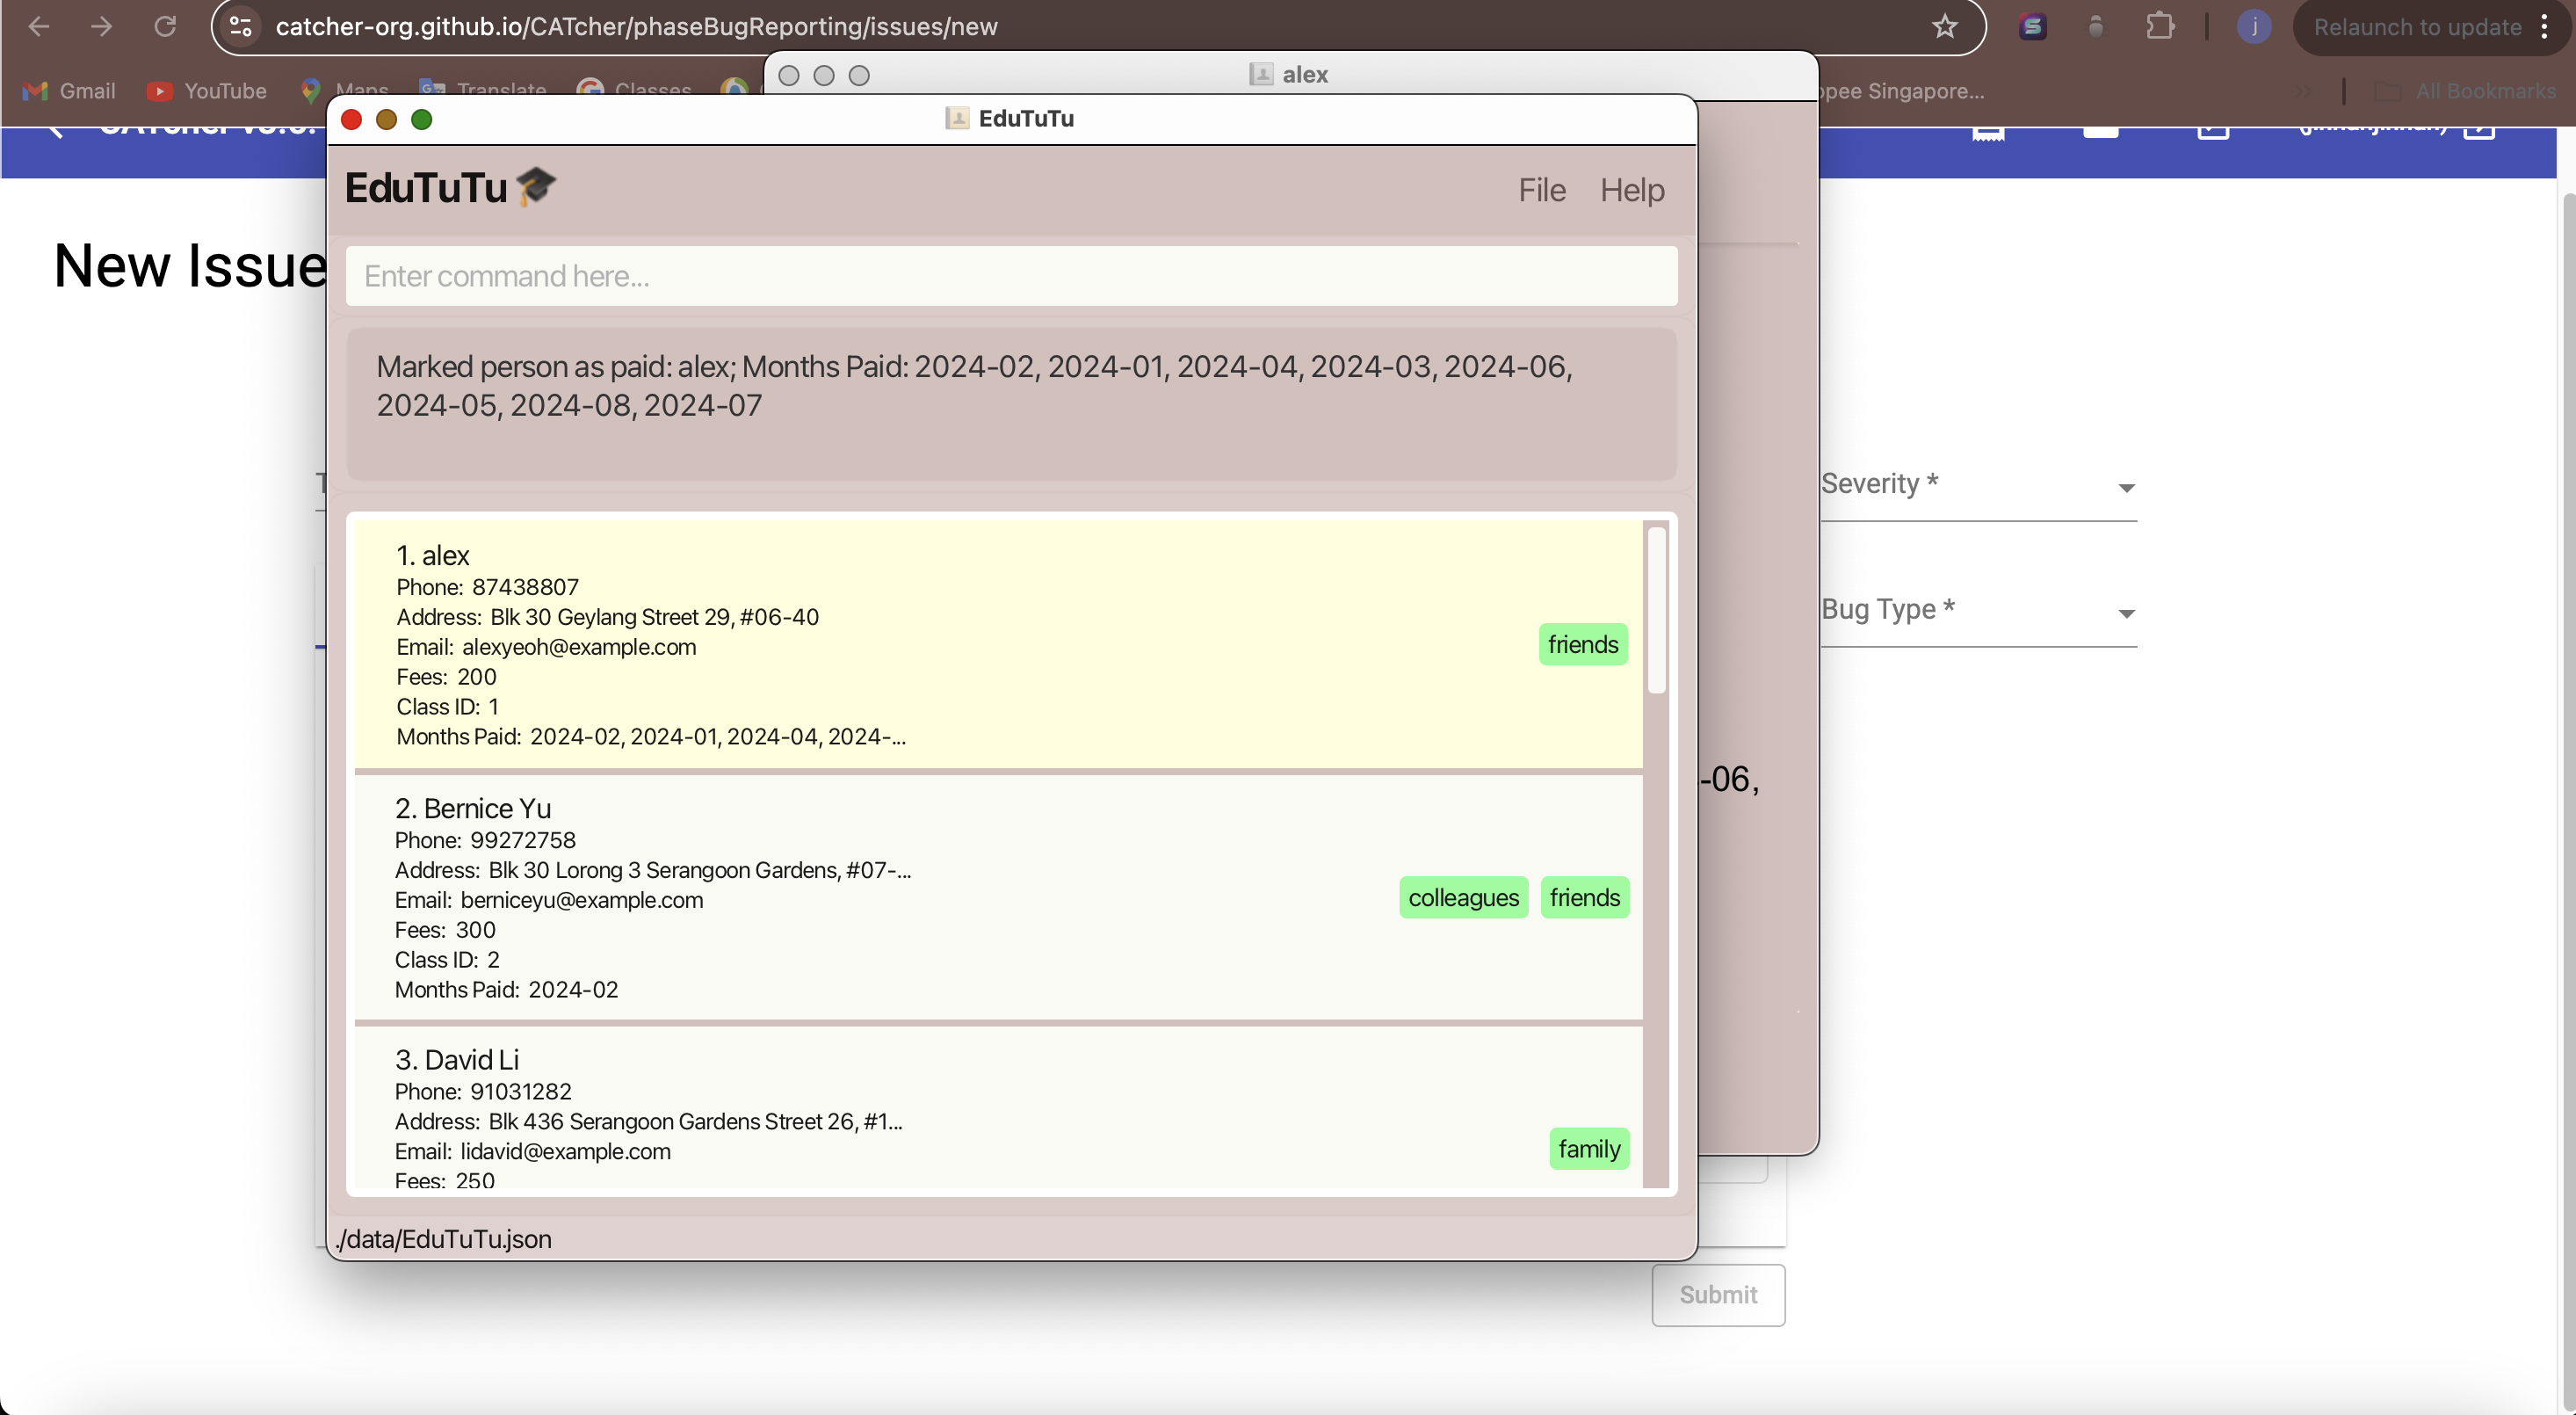 catcher-org.github.io/CATcher/phaseBugReporting/issues/new
j
Relaunch to update
Gmail
YouTube
Maps
Translate
Classes
opee Singapore...
All Bookmarks
alex
EduTuTu
EduTuTu
File
Help
New Issue
Enter command here...
Marked person as paid: alex; Months Paid: 2024-02, 2024-01, 2024-04, 2024-03, 2024-06,
2024-05, 2024-08, 2024-07
Severity *
Bug Type *
1. alex
Phone: 87438807
Address: Blk 30 Geylang Street 29, #06-40
Email: alexyeoh@example.com
Fees: 200
Class ID: 1
Months Paid: 2024-02, 2024-01, 2024-04, 2024-...
friends
-06,
2. Bernice Yu
Phone: 99272758
Address: Blk 30 Lorong 3 Serangoon Gardens, #07-...
Email: berniceyu@example.com
Fees: 300
Class ID: 2
Months Paid: 2024-02
colleagues
friends
3. David Li
Phone: 91031282
Address: Blk 436 Serangoon Gardens Street 26, #1...
Email: lidavid@example.com
Fees: 250
family
./data/EduTuTu.json
Submit